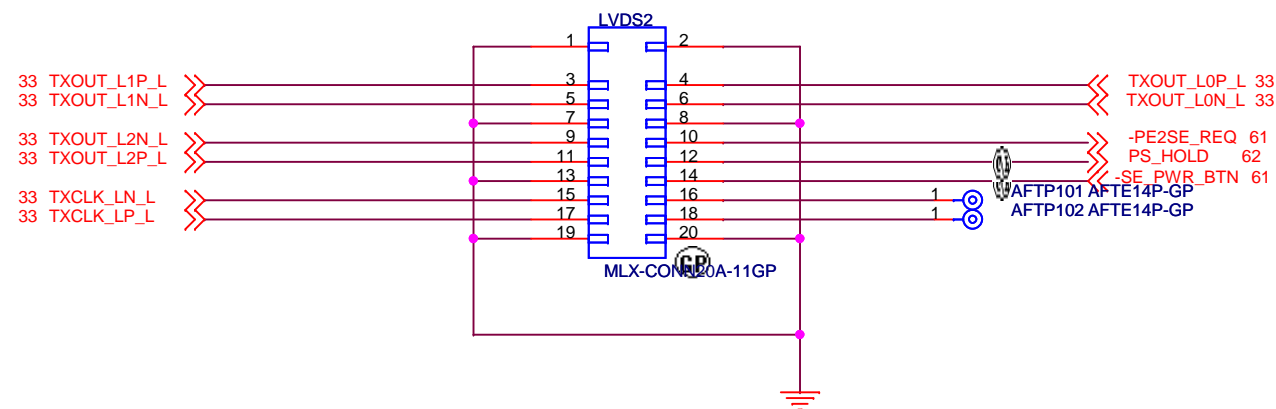 LVDS2
1 2
33 TXOUT_L1P_L 3 4 TXOUT_L0P_L 33
33 TXOUT_L1N_L 5 6 TXOUT_L0N_L 33
7 8
33 TXOUT_L2N_L 9 10 -PE2SE_REQ 61
33 TXOUT_L2P_L 11 12 PS_HOLD 62
13 14 -SE_PWR_BTN 61
33 TXCLK_LN_L 15 16 1 AFTP101 AFTE14P-GP
33 TXCLK_LP_L 17 18 1 AFTP102 AFTE14P-GP
19 20
GP
MLX-CONN20A-11GP